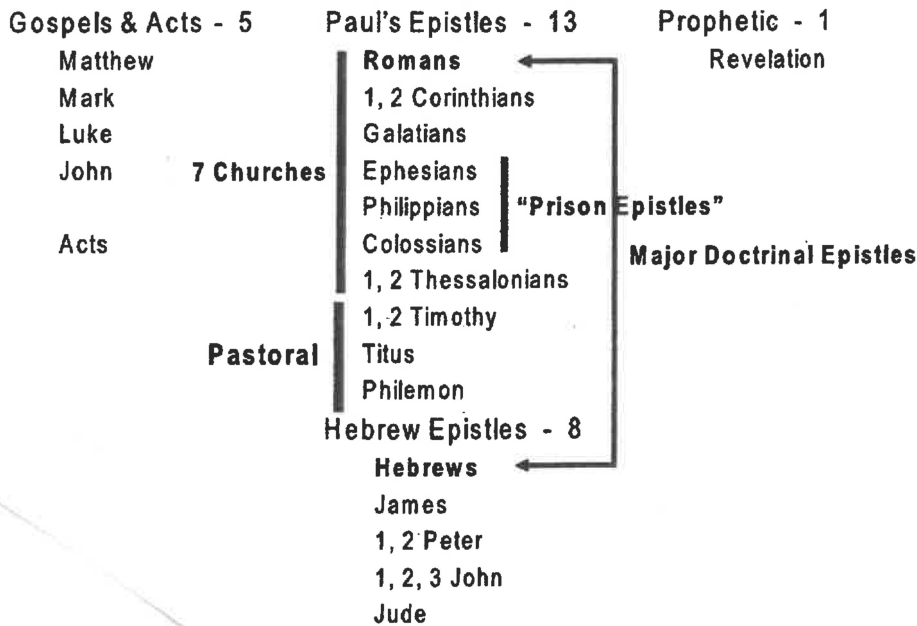 Gospels & Acts - 5
Matthew
Mark
Luke
John
Acts
Paul's Epistles - 13
7 Churches
Romans
1, 2 Corinthians
Galatians
Ephesians
Philippians
Colossians
"Prison Epistles"
1, 2 Thessalonians
Pastoral
1, 2 Timothy
Titus
Philemon
Hebrew Epistles - 8
Hebrews
James
1, 2 Peter
1, 2, 3 John
Jude
Major Doctrinal Epistles
Prophetic - 1
Revelation